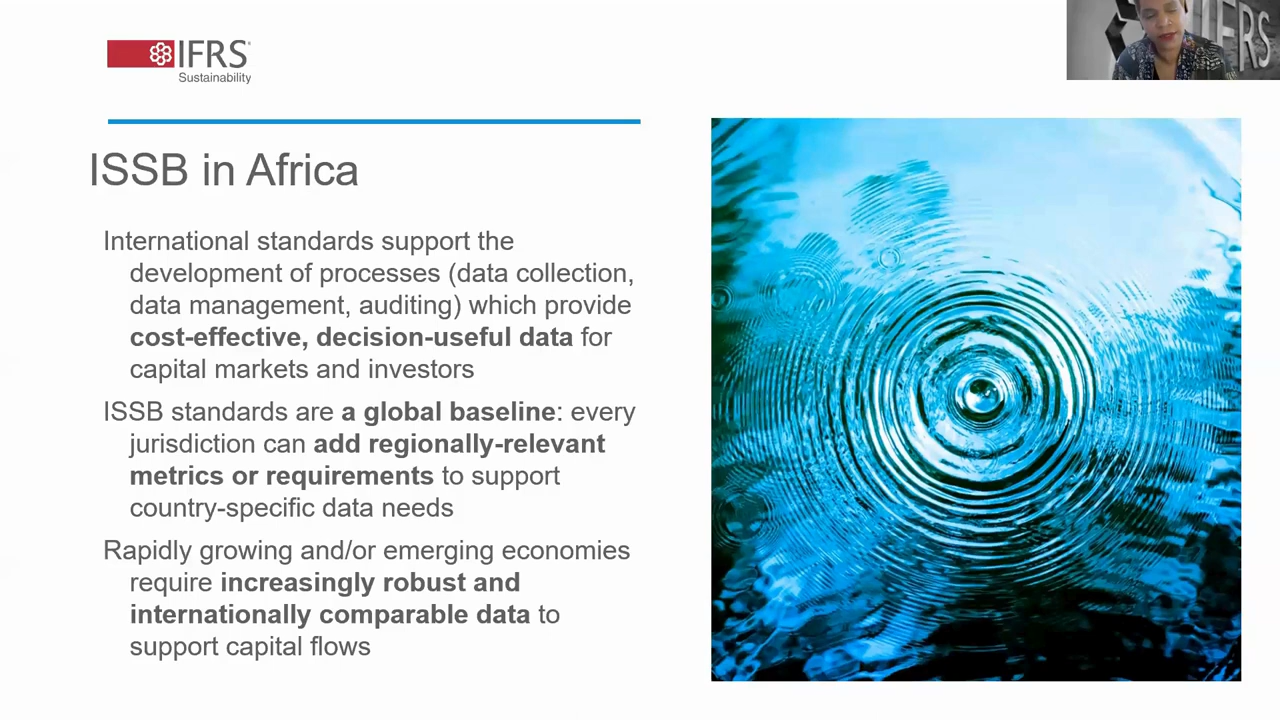 IFRS
Sustainability
IFRS
ISSB in Africa
International standards support the
development of processes (data collection,
data management, auditing) which provide
cost-effective, decision-useful data for
capital markets and investors
ISSB standards are a global baseline: every
jurisdiction can add regionally-relevant
metrics or requirements to support
country-specific data needs
Rapidly growing and/or emerging economies
require increasingly robust and
internationally comparable data to
support capital flows